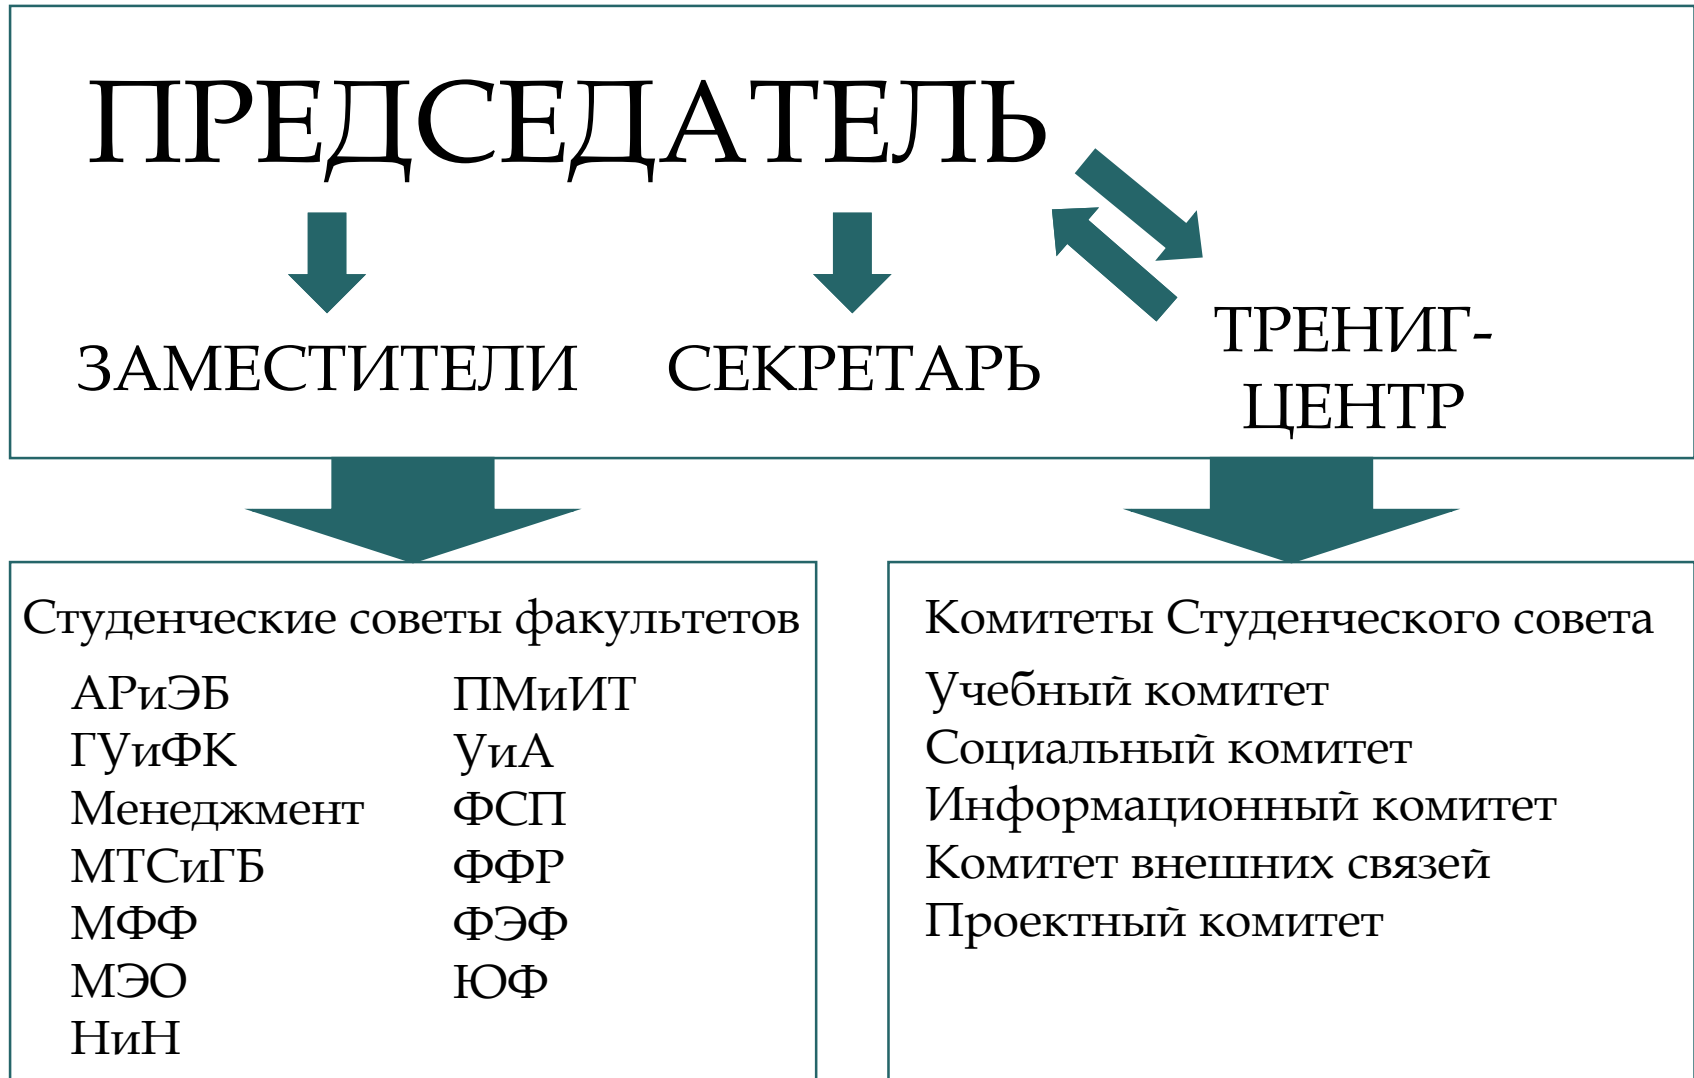 ПРЕДСЕДАТЕЛЬ
ЗАМЕСТИТЕЛИ
СЕКРЕТАРЬ
ТРЕНИГ-
ЦЕНТР
Студенческие советы факультетов
АРиЭБ
ГУиФК
Менеджмент
МТСиГБ
МФФ
МЭО
НиН
ПМиИТ
УиА
ФСП
ФФР
ФЭФ
ЮФ
Комитеты Студенческого совета
Учебный комитет
Социальный комитет
Информационный комитет
Комитет внешних связей
Проектный комитет